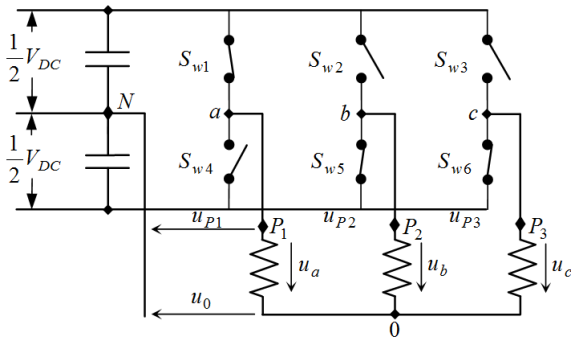 1/2 V_DC
S_w1
S_w2
S_w3
N
a
b
c
1/2 V_DC
S_w4
S_w5
S_w6
u_P1
u_P2
u_P3
P_1
P_2
P_3
u_a
u_b
u_c
u_0
0